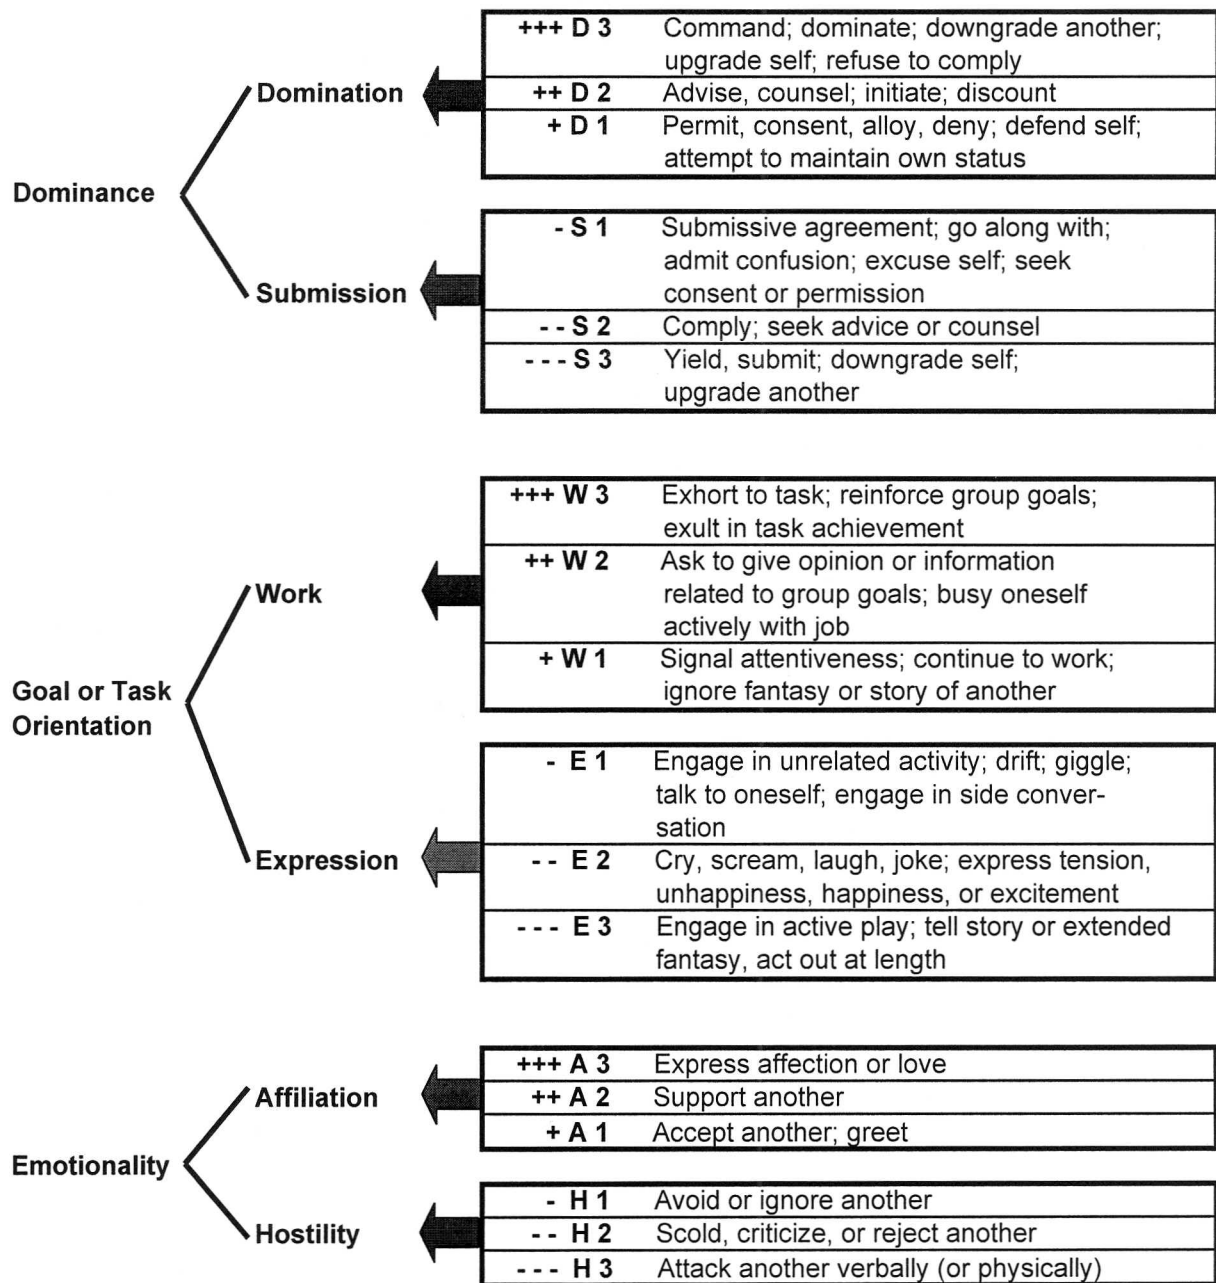 Dominance
Domination
+++ D 3 Command; dominate; downgrade another;
upgrade self; refuse to comply
++ D 2 Advise, counsel; initiate; discount
+ D 1 Permit, consent, alloy, deny; defend self;
attempt to maintain own status
Submission
- S 1 Submissive agreement; go along with;
admit confusion; excuse self; seek
consent or permission
- - S 2 Comply; seek advice or counsel
- - - S 3 Yield, submit; downgrade self;
upgrade another
Goal or Task
Orientation
Work
+++ W 3 Exhort to task; reinforce group goals;
exult in task achievement
++ W 2 Ask to give opinion or information
related to group goals; busy oneself
actively with job
+ W 1 Signal attentiveness; continue to work;
ignore fantasy or story of another
Expression
- E 1 Engage in unrelated activity; drift; giggle;
talk to oneself; engage in side conver-
sation
- - E 2 Cry, scream, laugh, joke; express tension,
unhappiness, happiness, or excitement
- - - E 3 Engage in active play; tell story or extended
fantasy, act out at length
Emotionality
Affiliation
+++ A 3 Express affection or love
++ A 2 Support another
+ A 1 Accept another; greet
Hostility
- H 1 Avoid or ignore another
- - H 2 Scold, criticize, or reject another
- - - H 3 Attack another verbally (or physically)